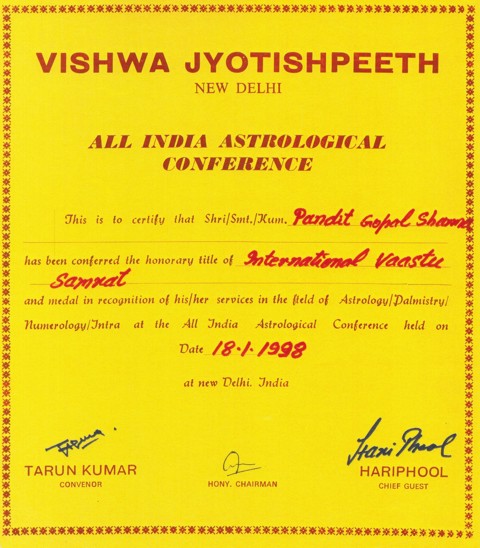 VISHWA JYOTISHPEETH
NEW DELHI
ALL INDIA ASTROLOGICAL
CONFERENCE
This is to certify that Shri/Smt./Kum. Pandit Gopal Sharma
has been conferred the honorary title of International Vaastu
Samrat
and medal in recognition of his/her services in the field of Astrology/Palmistry/
Numerology/Intra at the All India Astrological Conference held on
Date 18.1.1998
at new Delhi. India
Hari Phool
TARUN KUMAR
HARIPHOOL
CONVENOR
HONY. CHAIRMAN
CHIEF GUEST